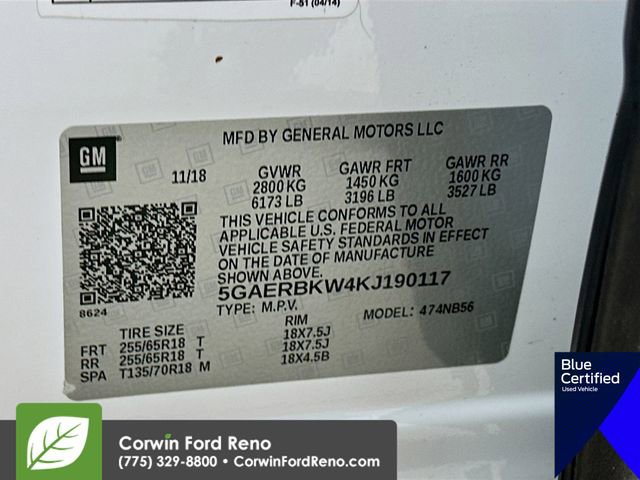 F-51 (04/14)
MFD BY GENERAL MOTORS LLC
GM
11/18 GVWR GAWR FRT GAWR RR
2800 KG 1450 KG 1600 KG
6173 LB 3196 LB 3527 LB
THIS VEHICLE CONFORMS TO ALL
APPLICABLE U.S. FEDERAL MOTOR
VEHICLE SAFETY STANDARDS IN EFFECT
ON THE DATE OF MANUFACTURE
SHOWN ABOVE.
8624
5GAERBKW4KJ190117
TYPE: M.P.V. MODEL: 474NB56
TIRE SIZE RIM
FRT 255/65R18 T 18X7.5J
RR 255/65R18 T 18X7.5J
SPA T135/70R18 M 18X4.5B
Blue
Certified
Used Vehicle
Corwin Ford Reno
(775) 329-8800 • CorwinFordReno.com